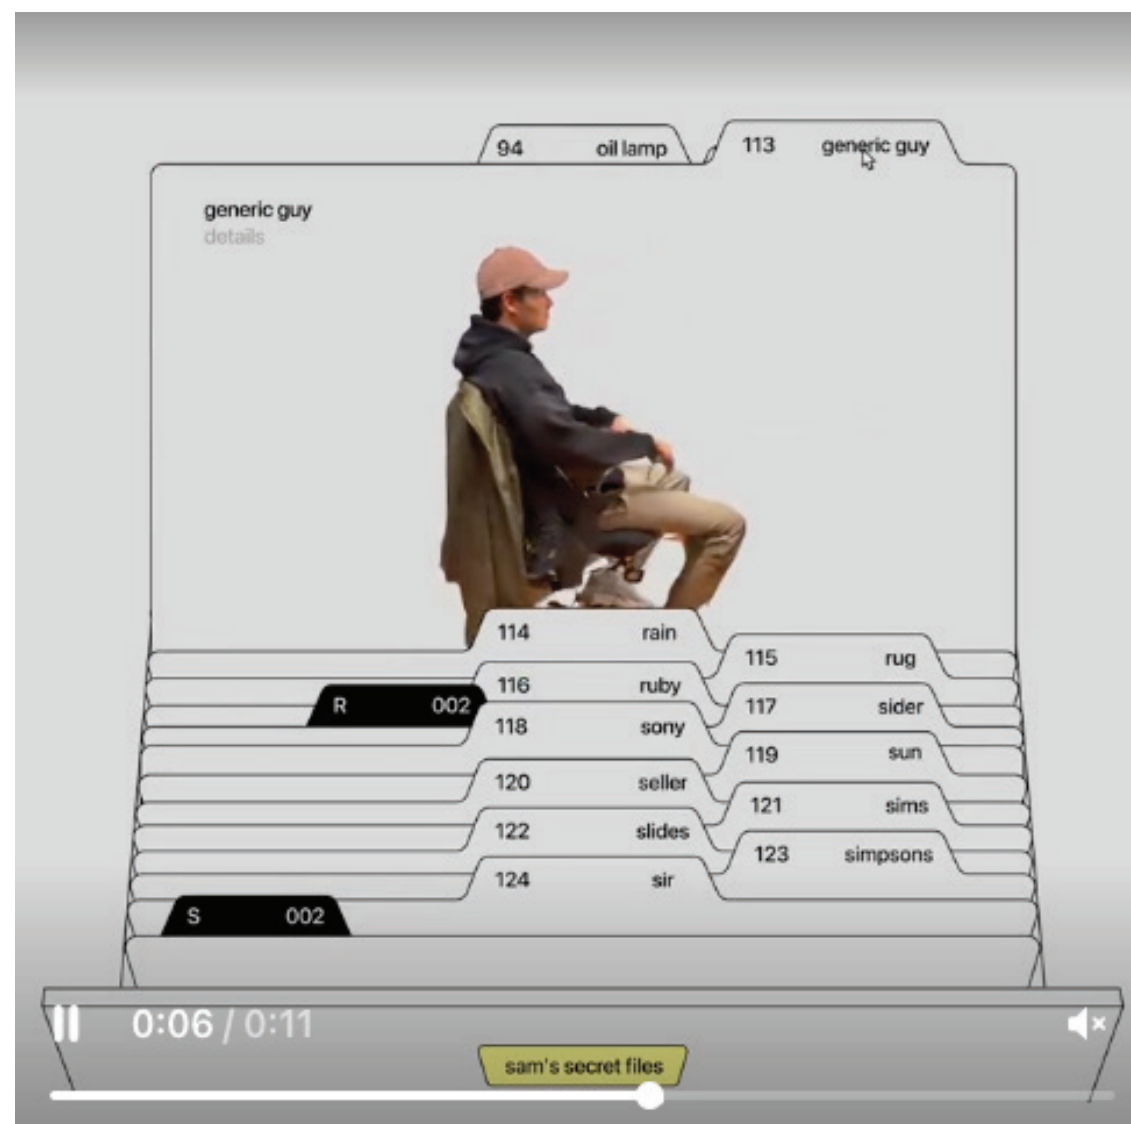 94 oil lamp
113 generic guy
generic guy
details
114 rain
115 rug
116 ruby
117 sider
R 002
118 sony
119 sun
120 seller
121 sims
122 slides
123 simpsons
124 sir
S 002
0:06 / 0:11
sam's secret files